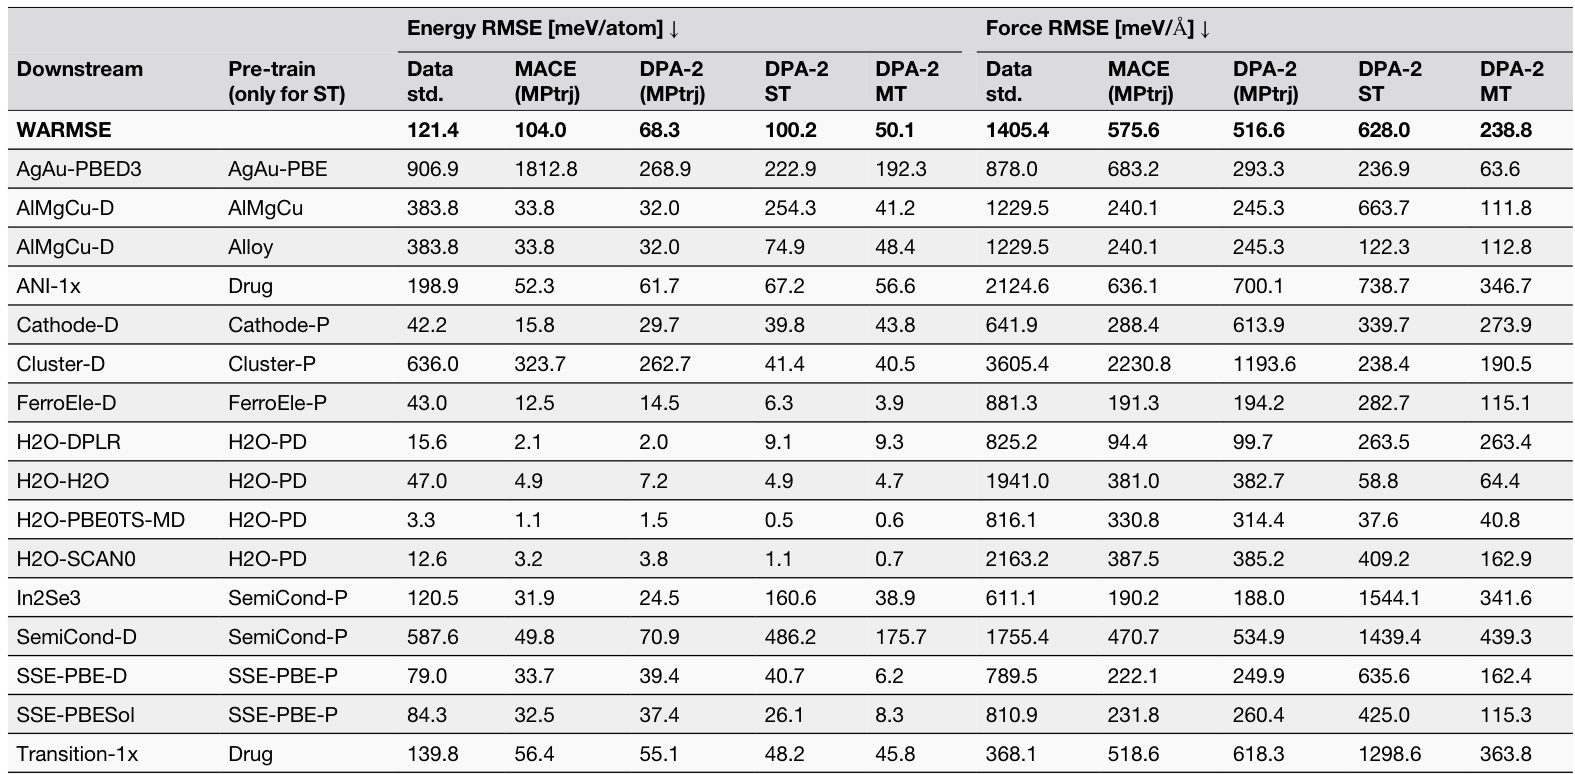 Energy RMSE [meV/atom] ↓ Force RMSE [meV/Å] ↓
Downstream Pre-train (only for ST) Data std. MACE (MPtrj) DPA-2 (MPtrj) DPA-2 ST DPA-2 MT Data std. MACE (MPtrj) DPA-2 (MPtrj) DPA-2 ST DPA-2 MT
WARMSE 121.4 104.0 68.3 100.2 50.1 1405.4 575.6 516.6 628.0 238.8
AgAu-PBED3 AgAu-PBE 906.9 1812.8 268.9 222.9 192.3 878.0 683.2 293.3 236.9 63.6
AlMgCu-D AlMgCu 383.8 33.8 32.0 254.3 41.2 1229.5 240.1 245.3 663.7 111.8
AlMgCu-D Alloy 383.8 33.8 32.0 74.9 48.4 1229.5 240.1 245.3 122.3 112.8
ANI-1x Drug 198.9 52.3 61.7 67.2 56.6 2124.6 636.1 700.1 738.7 346.7
Cathode-D Cathode-P 42.2 15.8 29.7 39.8 43.8 641.9 288.4 613.9 339.7 273.9
Cluster-D Cluster-P 636.0 323.7 262.7 41.4 40.5 3605.4 2230.8 1193.6 238.4 190.5
FerroEle-D FerroEle-P 43.0 12.5 14.5 6.3 3.9 881.3 191.3 194.2 282.7 115.1
H2O-DPLR H2O-PD 15.6 2.1 2.0 9.1 9.3 825.2 94.4 99.7 263.5 263.4
H2O-H2O H2O-PD 47.0 4.9 7.2 4.9 4.7 1941.0 381.0 382.7 58.8 64.4
H2O-PBE0TS-MD H2O-PD 3.3 1.1 1.5 0.5 0.6 816.1 330.8 314.4 37.6 40.8
H2O-SCAN0 H2O-PD 12.6 3.2 3.8 1.1 0.7 2163.2 387.5 385.2 409.2 162.9
In2Se3 SemiCond-P 120.5 31.9 24.5 160.6 38.9 611.1 190.2 188.0 1544.1 341.6
SemiCond-D SemiCond-P 587.6 49.8 70.9 486.2 175.7 1755.4 470.7 534.9 1439.4 439.3
SSE-PBE-D SSE-PBE-P 79.0 33.7 39.4 40.7 6.2 789.5 222.1 249.9 635.6 162.4
SSE-PBESol SSE-PBE-P 84.3 32.5 37.4 26.1 8.3 810.9 231.8 260.4 425.0 115.3
Transition-1x Drug 139.8 56.4 55.1 48.2 45.8 368.1 518.6 618.3 1298.6 363.8